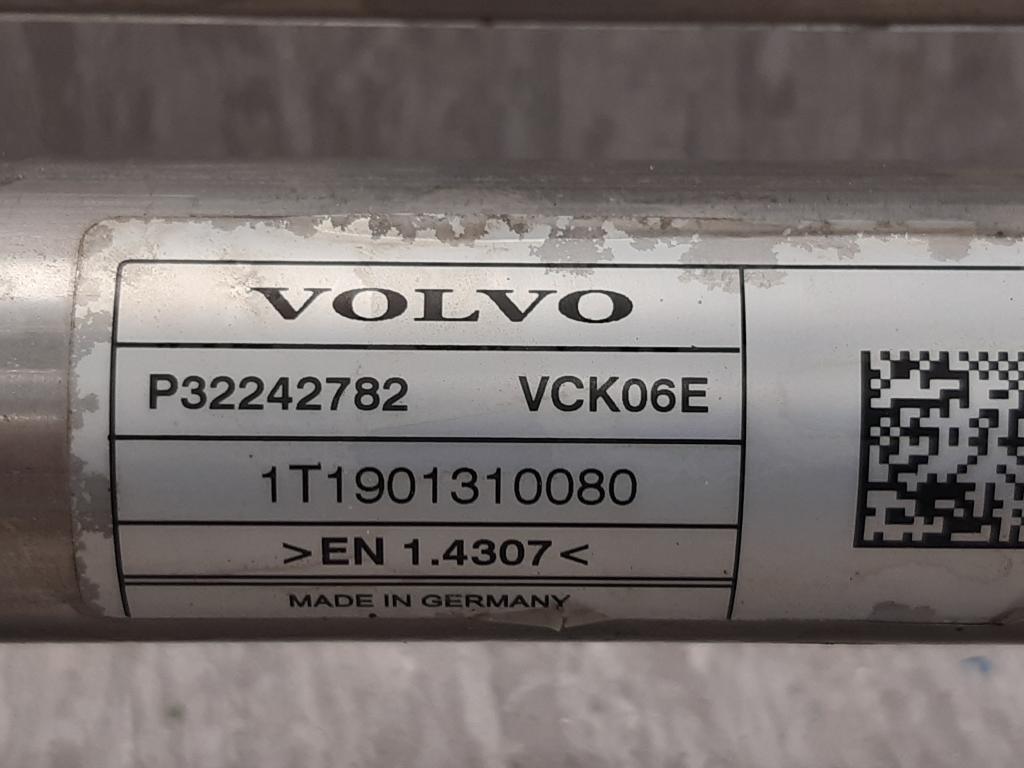 VOLVO
P32242782 VCK06E
1T1901310080
>EN 1.4307<
MADE IN GERMANY